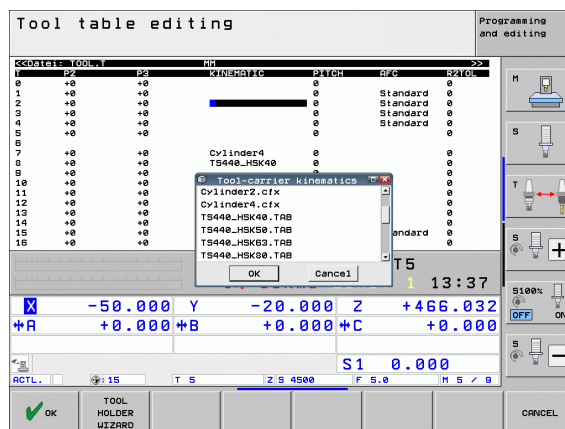 Tool table editing
Programming
and editing
<<Datei: TOOL.T MM >>
T P2 P3 KINEMATIC PITCH AFC R2TOL
0 +0 +0 0 0
1 +0 +0 0 Standard 0
2 +0 +0 0 Standard 0
3 +0 +0 0 Standard 0
4 +0 +0 0 Standard 0
5 +0 +0 0 0
6
7 +0 +0 Cylinder4 0 0
8 +0 +0 TS440_HSK40 0 0
9 +0 +0 0
10 +0 +0 0
11 +0 +0 0
12 +0 +0 0
13 +0 +0 0
14 +0 +0 0
15 +0 +0 andard 0
16 +0 +0 0
Tool-carrier kinematics
Cylinder2.cfx
Cylinder4.cfx
TS440_HSK40.TAB
TS440_HSK50.TAB
TS440_HSK63.TAB
TS440_HSK80.TAB
OK Cancel
T5
1 13:37
X -50.000 Y -20.000 Z +466.032
A +0.000 B +0.000 C +0.000
S1 0.000
ACTL. :15 T 5 Z S 4500 F 5.0 M 5 / 9
M
S
T
S
S100%
OFF ON
S
OK
TOOL
HOLDER
WIZARD
CANCEL